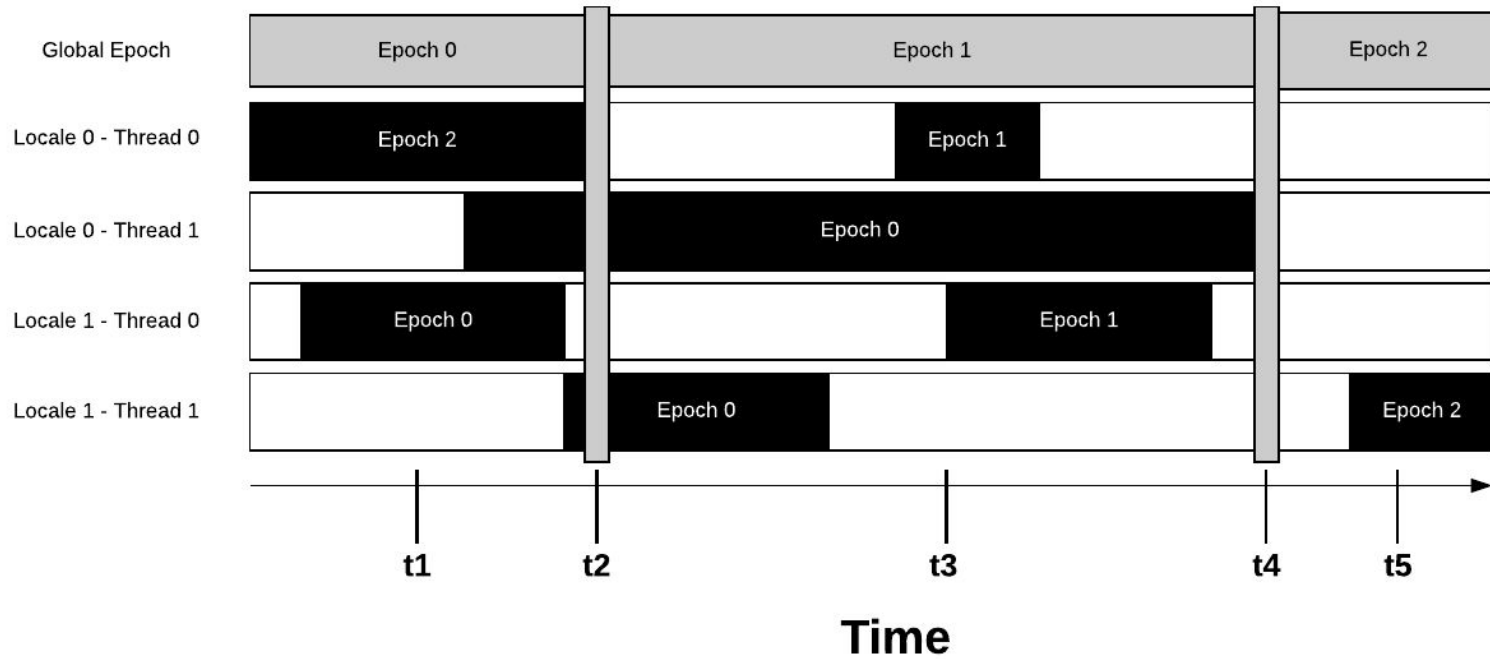 Global Epoch Epoch 0 Epoch 1 Epoch 2
Locale 0 - Thread 0 Epoch 2 Epoch 1
Locale 0 - Thread 1 Epoch 0
Locale 1 - Thread 0 Epoch 0 Epoch 1
Locale 1 - Thread 1 Epoch 0 Epoch 2
t1 t2 t3 t4 t5
Time